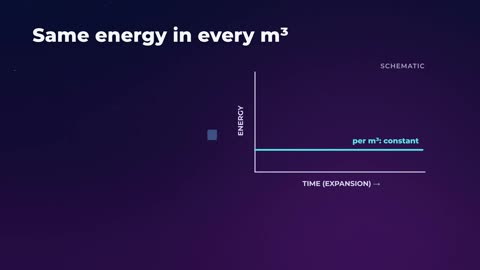 Same energy in every m³
SCHEMATIC
ENERGY
per m³: constant
TIME (EXPANSION) →